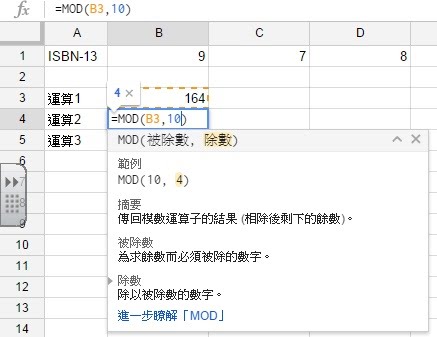 fx =MOD(B3,10)
A B C D
1 ISBN-13 9 7 8
2
3 運算1 164
4 × 
4 運算2 =MOD(B3,10)
5 運算3 MOD(被除數, 除數)
6 範例
7 MOD(10, 4)
摘要
傳回模數運算子的結果 (相除後剩下的餘數)。
10 被除數
11 為求餘數而必須被除的數字。
12 除數
13 除以被除數的數字。
14 進一步瞭解「MOD」